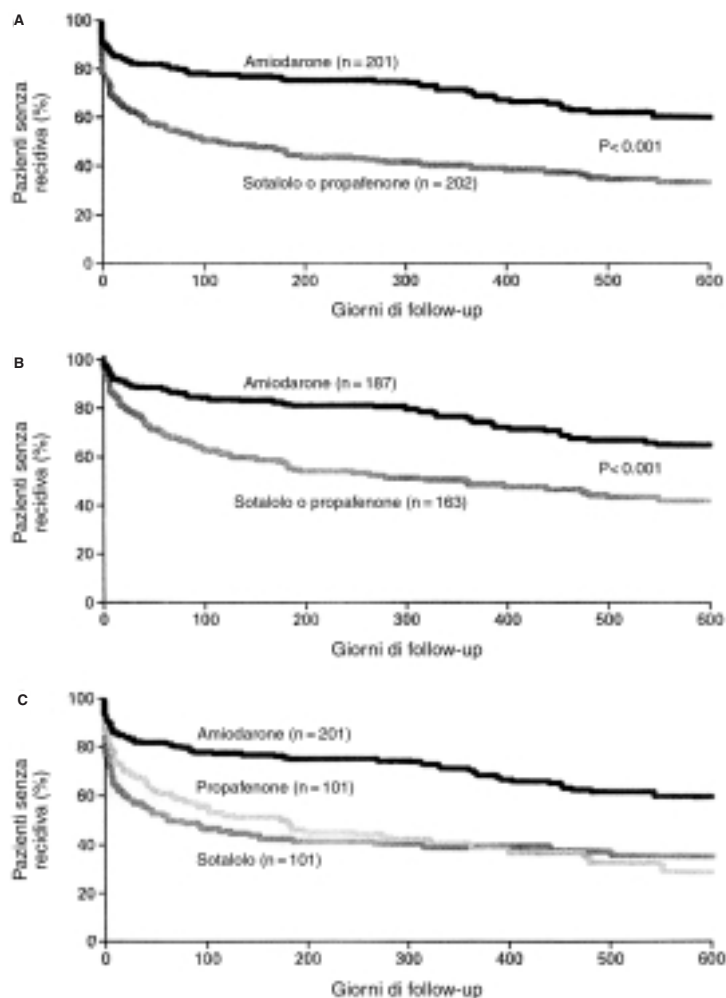 A
Pazienti senza
recidiva (%)
100
80
60
40
20
0
Amiodarone (n = 201)
P < 0.001
Sotalolo o propafenone (n = 202)
0 100 200 300 400 500 600
Giorni di follow-up
B
Pazienti senza
recidiva (%)
100
80
60
40
20
0
Amiodarone (n = 187)
P < 0.001
Sotalolo o propafenone (n = 163)
0 100 200 300 400 500 600
Giorni di follow-up
C
Pazienti senza
recidiva (%)
100
80
60
40
20
0
Amiodarone (n = 201)
Propafenone (n = 101)
Sotalolo (n = 101)
0 100 200 300 400 500 600
Giorni di follow-up